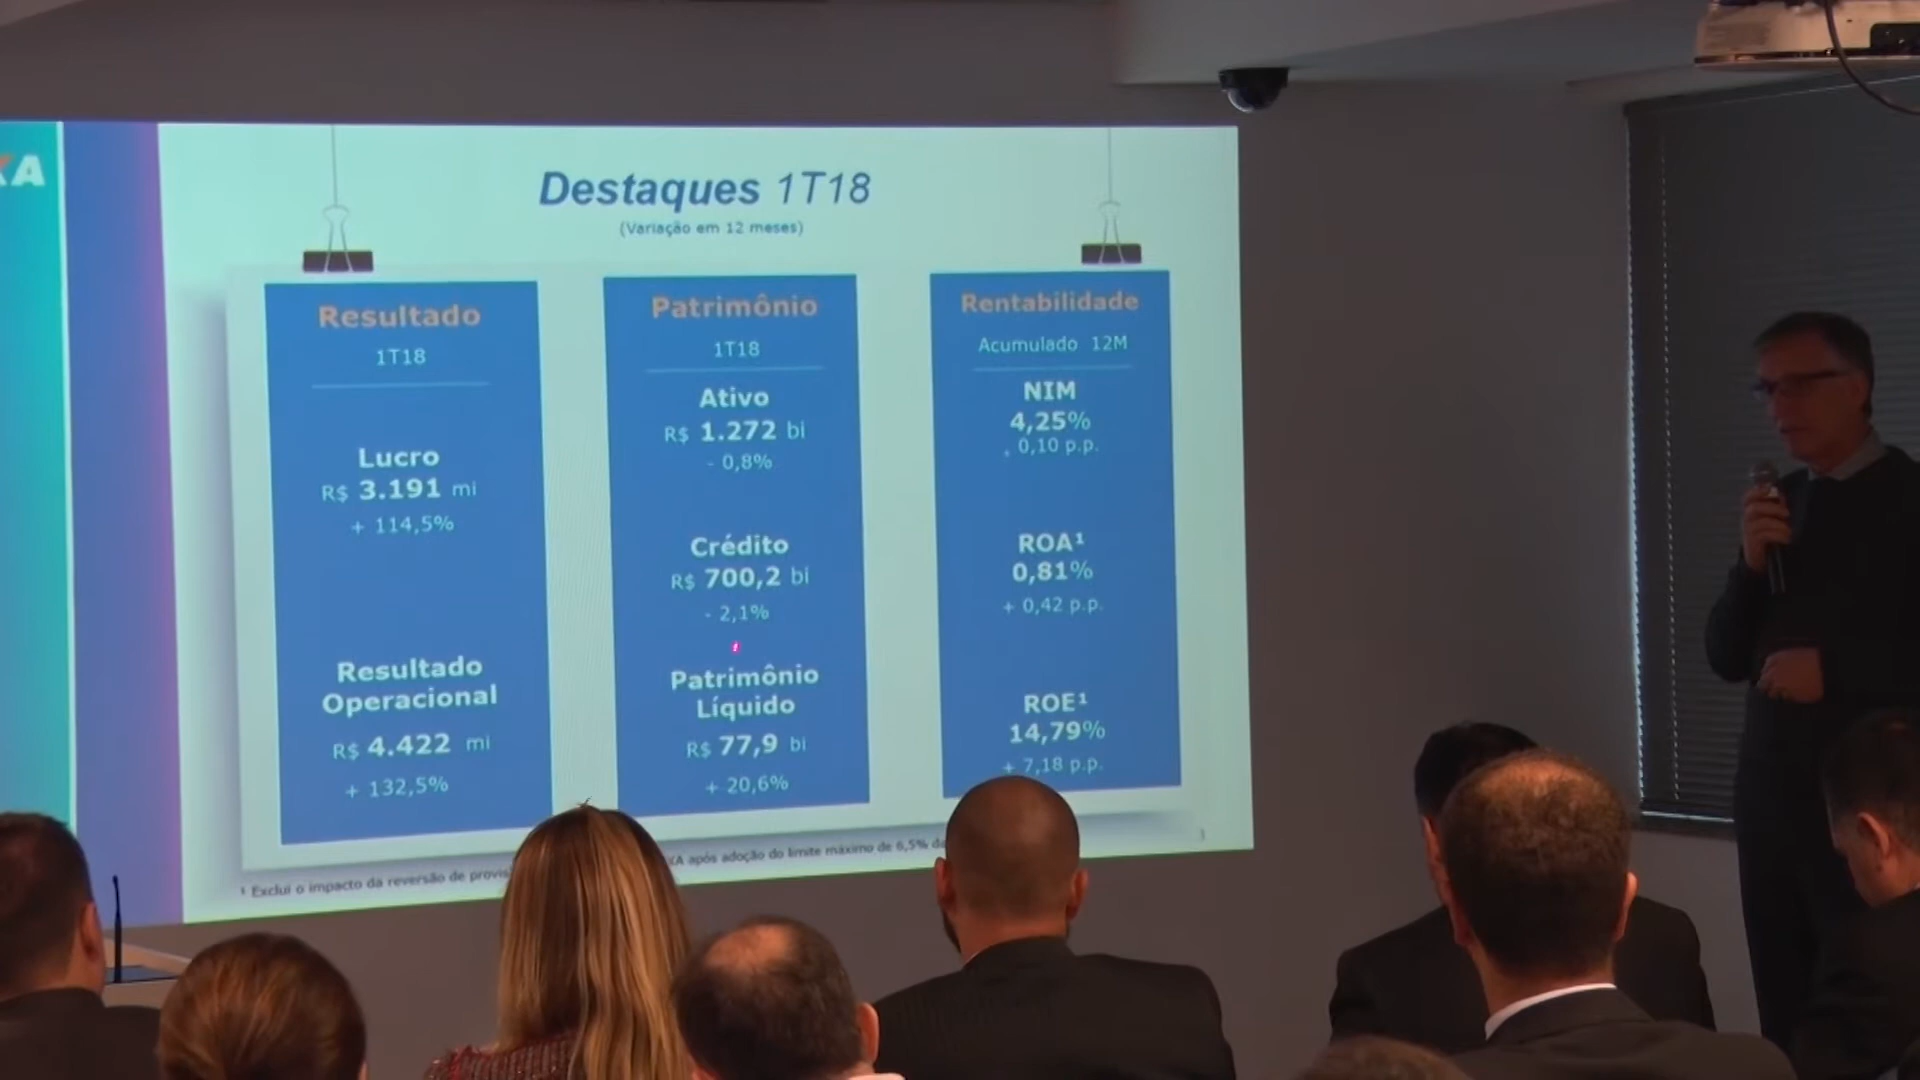 XA
Destaques 1T18
(Variação em 12 meses)
Resultado
1T18
Lucro
R$ 3.191 mi
+ 114,5%
Resultado
Operacional
R$ 4.422 mi
+ 132,5%
Patrimônio
1T18
Ativo
R$ 1.272 bi
- 0,8%
Crédito
R$ 700,2 bi
- 2,1%
Patrimônio
Líquido
R$ 77,9 bi
+ 20,6%
Rentabilidade
Acumulado 12M
NIM
4,25%
0,10 p.p.
ROA¹
0,81%
+ 0,42 p.p.
ROE¹
14,79%
+ 7,18 p.p.
3
¹ Exclui o impacto da reversão de provis XA após adoção do limite máximo de 6,5% da